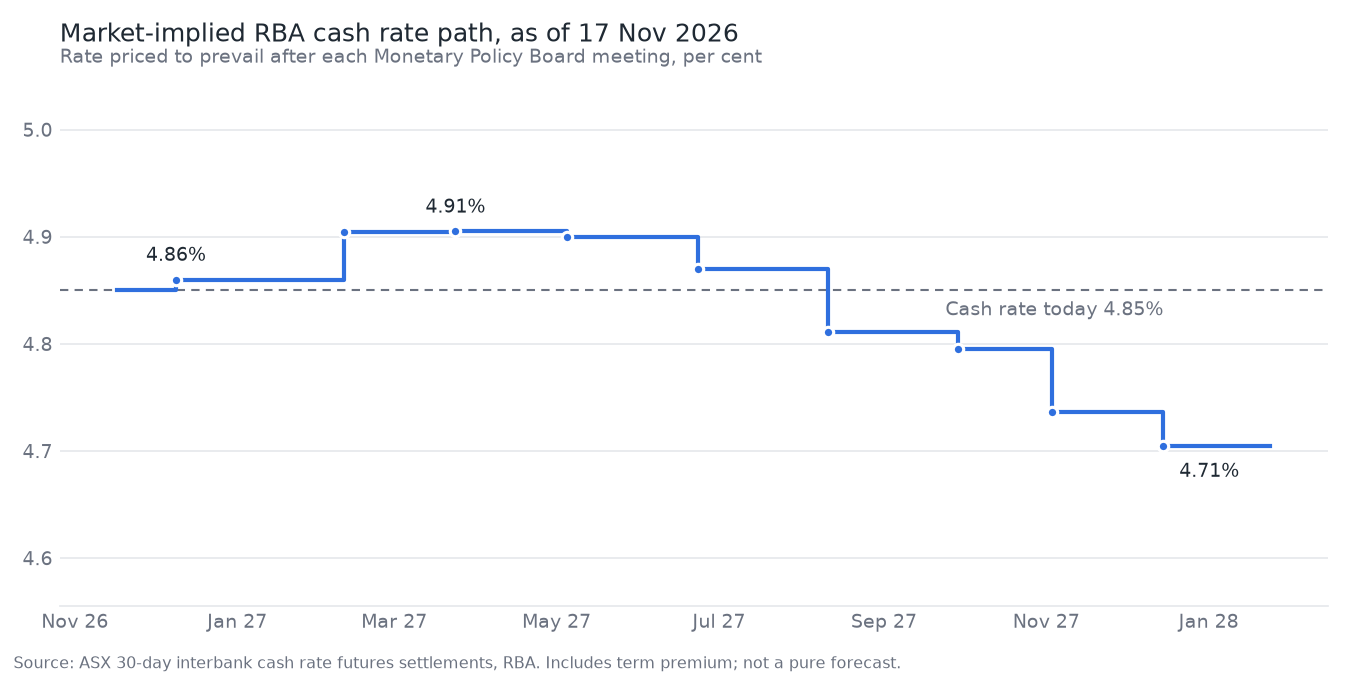 Market-implied RBA cash rate path, as of 17 Nov 2026
Rate priced to prevail after each Monetary Policy Board meeting, per cent
5.0
4.91%
4.9
4.86%
Cash rate today 4.85%
4.8
4.7
4.71%
4.6
Nov 26 Jan 27 Mar 27 May 27 Jul 27 Sep 27 Nov 27 Jan 28
Source: ASX 30-day interbank cash rate futures settlements, RBA. Includes term premium; not a pure forecast.